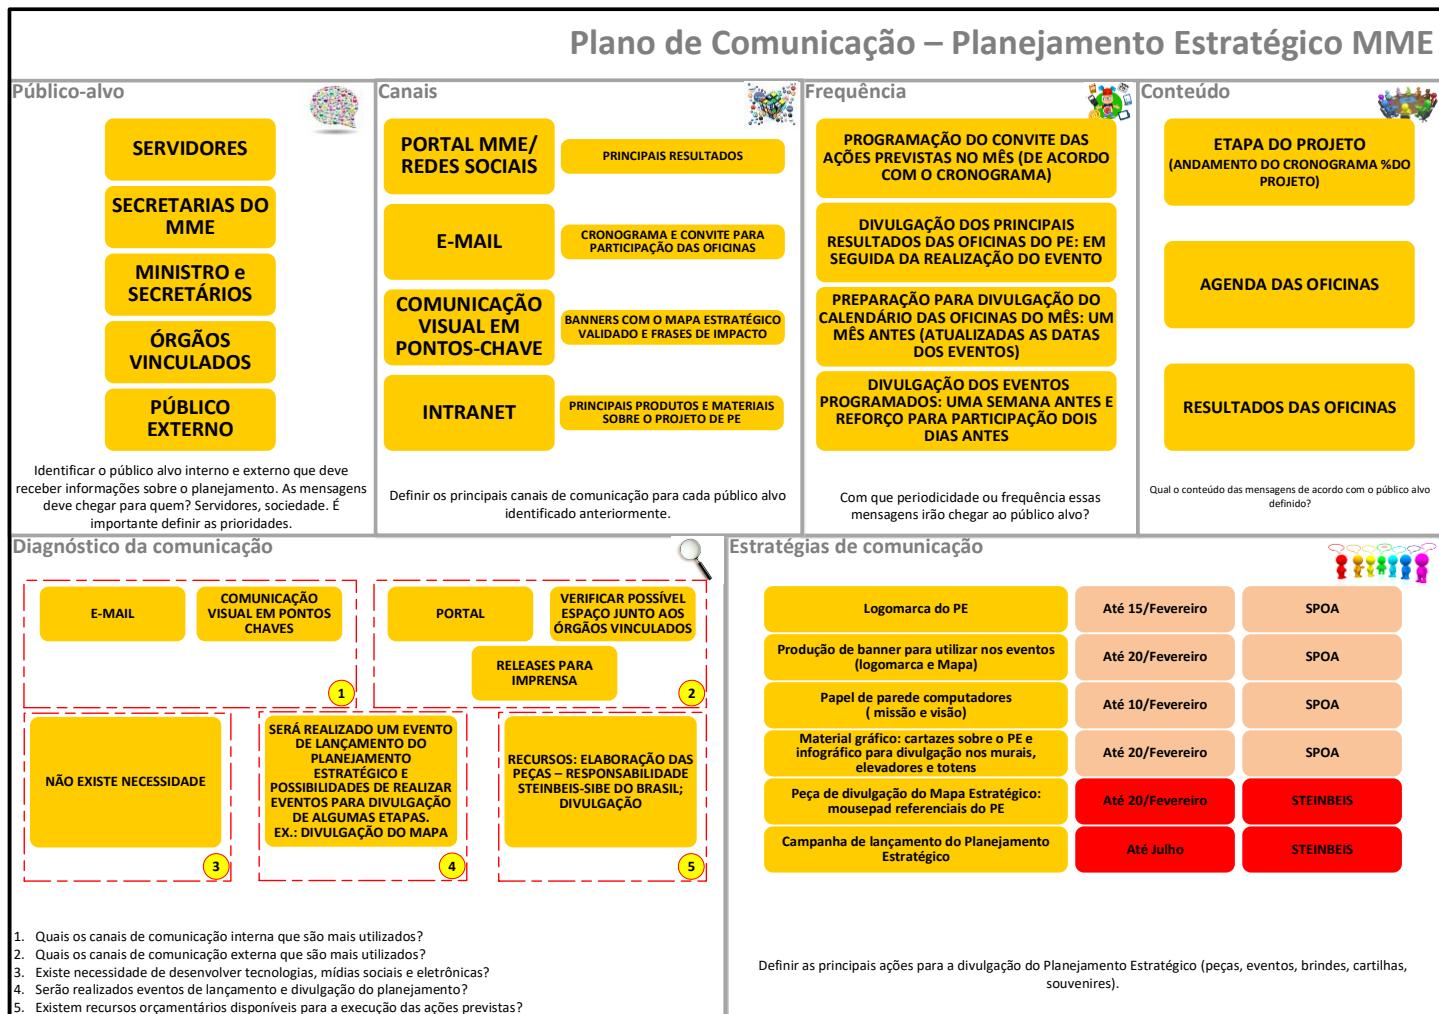 Plano de Comunicação – Planejamento Estratégico MME
Público-alvo
SERVIDORES
SECRETARIAS DO
MME
MINISTRO e
SECRETÁRIOS
ÓRGÃOS
VINCULADOS
PÚBLICO
EXTERNO
Identificar o público alvo interno e externo que deve
receber informações sobre o planejamento. As mensagens
deve chegar para quem? Servidores, sociedade. É
importante definir as prioridades.
Canais
PORTAL MME/
REDES SOCIAIS
PRINCIPAIS RESULTADOS
E-MAIL
CRONOGRAMA E CONVITE PARA
PARTICIPAÇÃO DAS OFICINAS
COMUNICAÇÃO
VISUAL EM
PONTOS-CHAVE
BANNERS COM O MAPA ESTRATÉGICO
VALIDADO E FRASES DE IMPACTO
INTRANET
PRINCIPAIS PRODUTOS E MATERIAIS
SOBRE O PROJETO DE PE
Definir os principais canais de comunicação para cada público alvo
identificado anteriormente.
Frequência
PROGRAMAÇÃO DO CONVITE DAS
AÇÕES PREVISTAS NO MÊS (DE ACORDO
COM O CRONOGRAMA)
DIVULGAÇÃO DOS PRINCIPAIS
RESULTADOS DAS OFICINAS DO PE: EM
SEGUIDA DA REALIZAÇÃO DO EVENTO
PREPARAÇÃO PARA DIVULGAÇÃO DO
CALENDÁRIO DAS OFICINAS DO MÊS: UM
MÊS ANTES (ATUALIZADAS AS DATAS
DOS EVENTOS)
DIVULGAÇÃO DOS EVENTOS
PROGRAMADOS: UMA SEMANA ANTES E
REFORÇO PARA PARTICIPAÇÃO DOIS
DIAS ANTES
Com que periodicidade ou frequência essas
mensagens irão chegar ao público alvo?
Conteúdo
ETAPA DO PROJETO
(ANDAMENTO DO CRONOGRAMA %DO
PROJETO)
AGENDA DAS OFICINAS
RESULTADOS DAS OFICINAS
Qual o conteúdo das mensagens de acordo com o público alvo
definido?
Diagnóstico da comunicação
E-MAIL
COMUNICAÇÃO
VISUAL EM PONTOS
CHAVES
1
PORTAL
VERIFICAR POSSÍVEL
ESPAÇO JUNTO AOS
ÓRGÃOS VINCULADOS
RELEASES PARA
IMPRENSA
2
NÃO EXISTE NECESSIDADE
3
SERÁ REALIZADO UM EVENTO
DE LANÇAMENTO DO
PLANEJAMENTO
ESTRATÉGICO E
POSSIBILIDADES DE REALIZAR
EVENTOS PARA DIVULGAÇÃO
DE ALGUMAS ETAPAS.
EX.: DIVULGAÇÃO DO MAPA
4
RECURSOS: ELABORAÇÃO DAS
PEÇAS – RESPONSABILIDADE
STEINBEIS-SIBE DO BRASIL;
DIVULGAÇÃO
5
1. Quais os canais de comunicação interna que são mais utilizados?
2. Quais os canais de comunicação externa que são mais utilizados?
3. Existe necessidade de desenvolver tecnologias, mídias sociais e eletrônicas?
4. Serão realizados eventos de lançamento e divulgação do planejamento?
5. Existem recursos orçamentários disponíveis para a execução das ações previstas?
Estratégias de comunicação
Logomarca do PE
Até 15/Fevereiro
SPOA
Produção de banner para utilizar nos eventos
(logomarca e Mapa)
Até 20/Fevereiro
SPOA
Papel de parede computadores
( missão e visão)
Até 10/Fevereiro
SPOA
Material gráfico: cartazes sobre o PE e
infográfico para divulgação nos murais,
elevadores e totens
Até 20/Fevereiro
SPOA
Peça de divulgação do Mapa Estratégico:
mousepad referenciais do PE
Até 20/Fevereiro
STEINBEIS
Campanha de lançamento do Planejamento
Estratégico
Até Julho
STEINBEIS
Definir as principais ações para a divulgação do Planejamento Estratégico (peças, eventos, brindes, cartilhas,
souvenires).